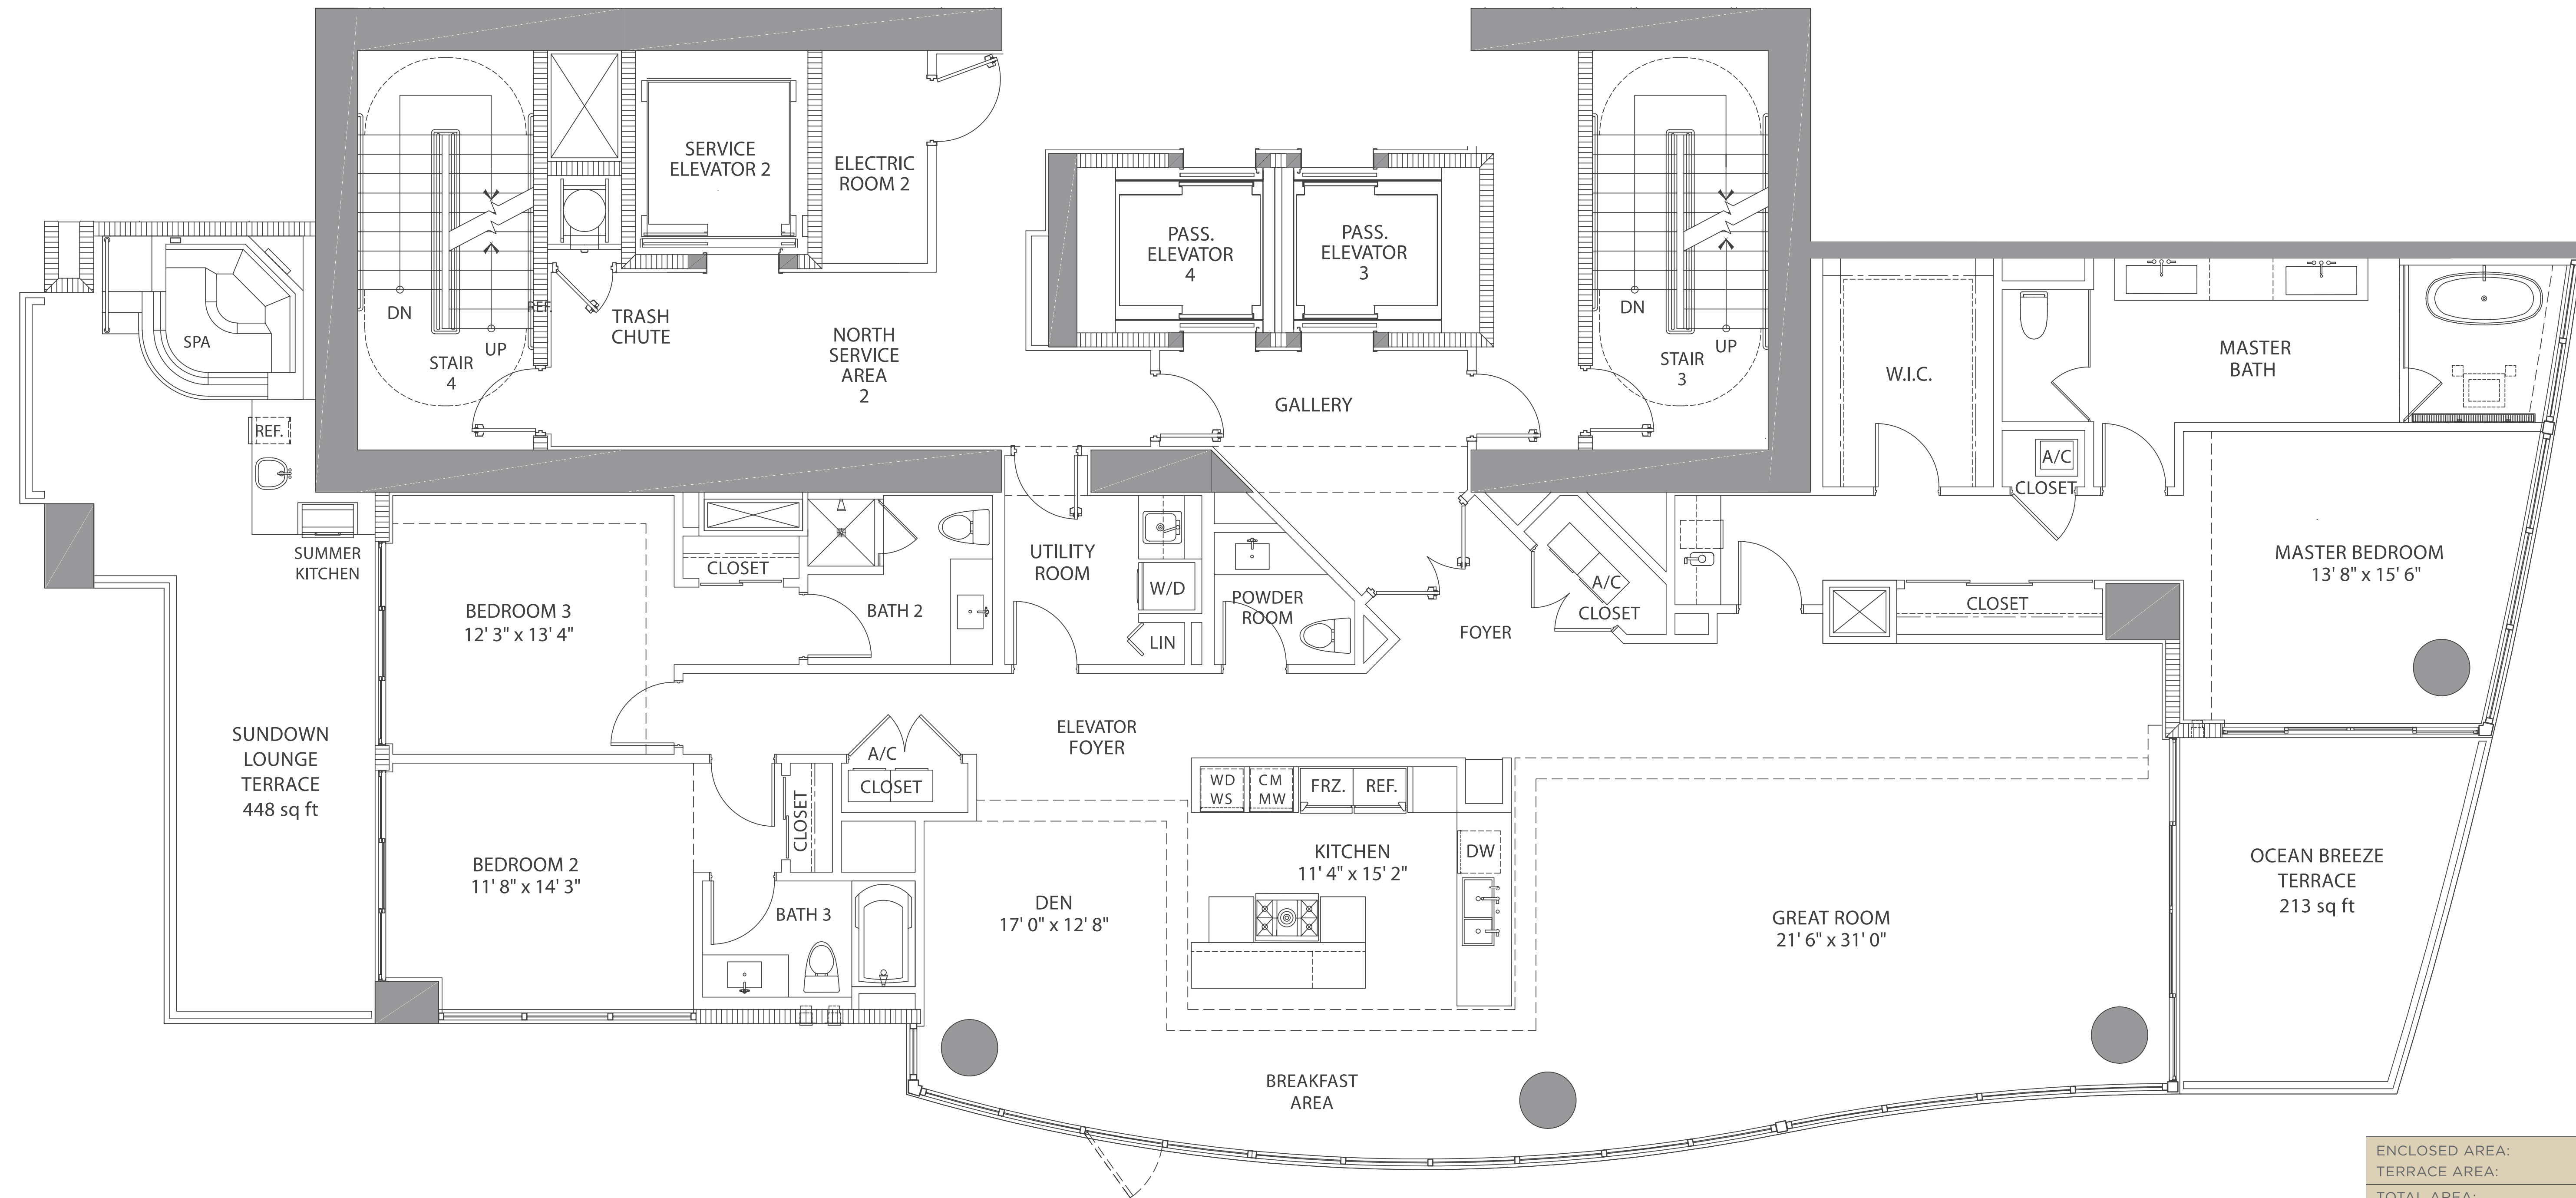 SERVICE
ELEVATOR 2
ELECTRIC
ROOM 2
PASS.
ELEVATOR
4
PASS.
ELEVATOR
3
DN
UP
STAIR
4
REF.
TRASH
CHUTE
NORTH
SERVICE
AREA
2
GALLERY
DN
UP
STAIR
3
W.I.C.
MASTER
BATH
A/C
CLOSET
SPA
REF.
SUMMER
KITCHEN
BEDROOM 3
12' 3" x 13' 4"
CLOSET
BATH 2
UTILITY
ROOM
W/D
LIN
POWDER
ROOM
A/C
CLOSET
FOYER
CLOSET
MASTER BEDROOM
13' 8" x 15' 6"
SUNDOWN
LOUNGE
TERRACE
448 sq ft
ELEVATOR
FOYER
A/C
CLOSET
CLOSET
BEDROOM 2
11' 8" x 14' 3"
BATH 3
DEN
17' 0" x 12' 8"
WD
WS
CM
MW
FRZ.
REF.
KITCHEN
11' 4" x 15' 2"
DW
GREAT ROOM
21' 6" x 31' 0"
OCEAN BREEZE
TERRACE
213 sq ft
BREAKFAST
AREA
ENCLOSED AREA:
TERRACE AREA:
TOTAL AREA: